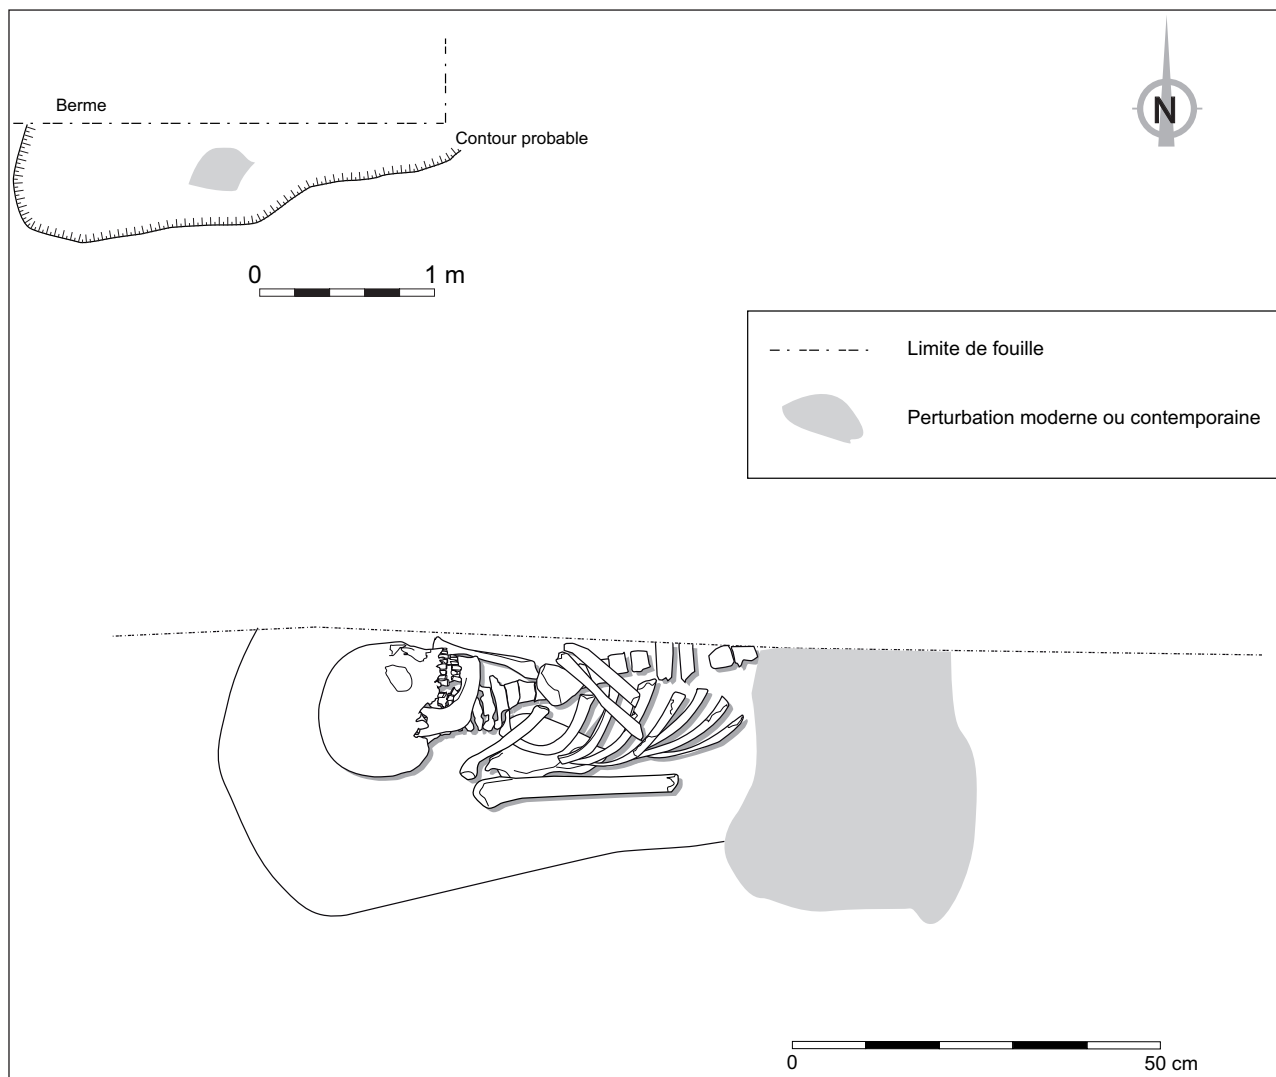 N
Berme
Contour probable
0 1 m
Limite de fouille
Perturbation moderne ou contemporaine
0 50 cm